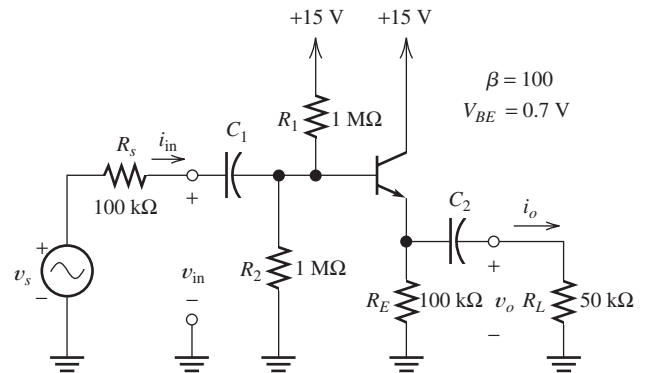 +15 V +15 V
β = 100
V_BE = 0.7 V
R_1 1 MΩ
C_1
R_s i_in
100 kΩ
+
C_2
i_o
+
v_s
−
v_in
−
R_2 1 MΩ
+
R_E 100 kΩ v_o R_L 50 kΩ
−